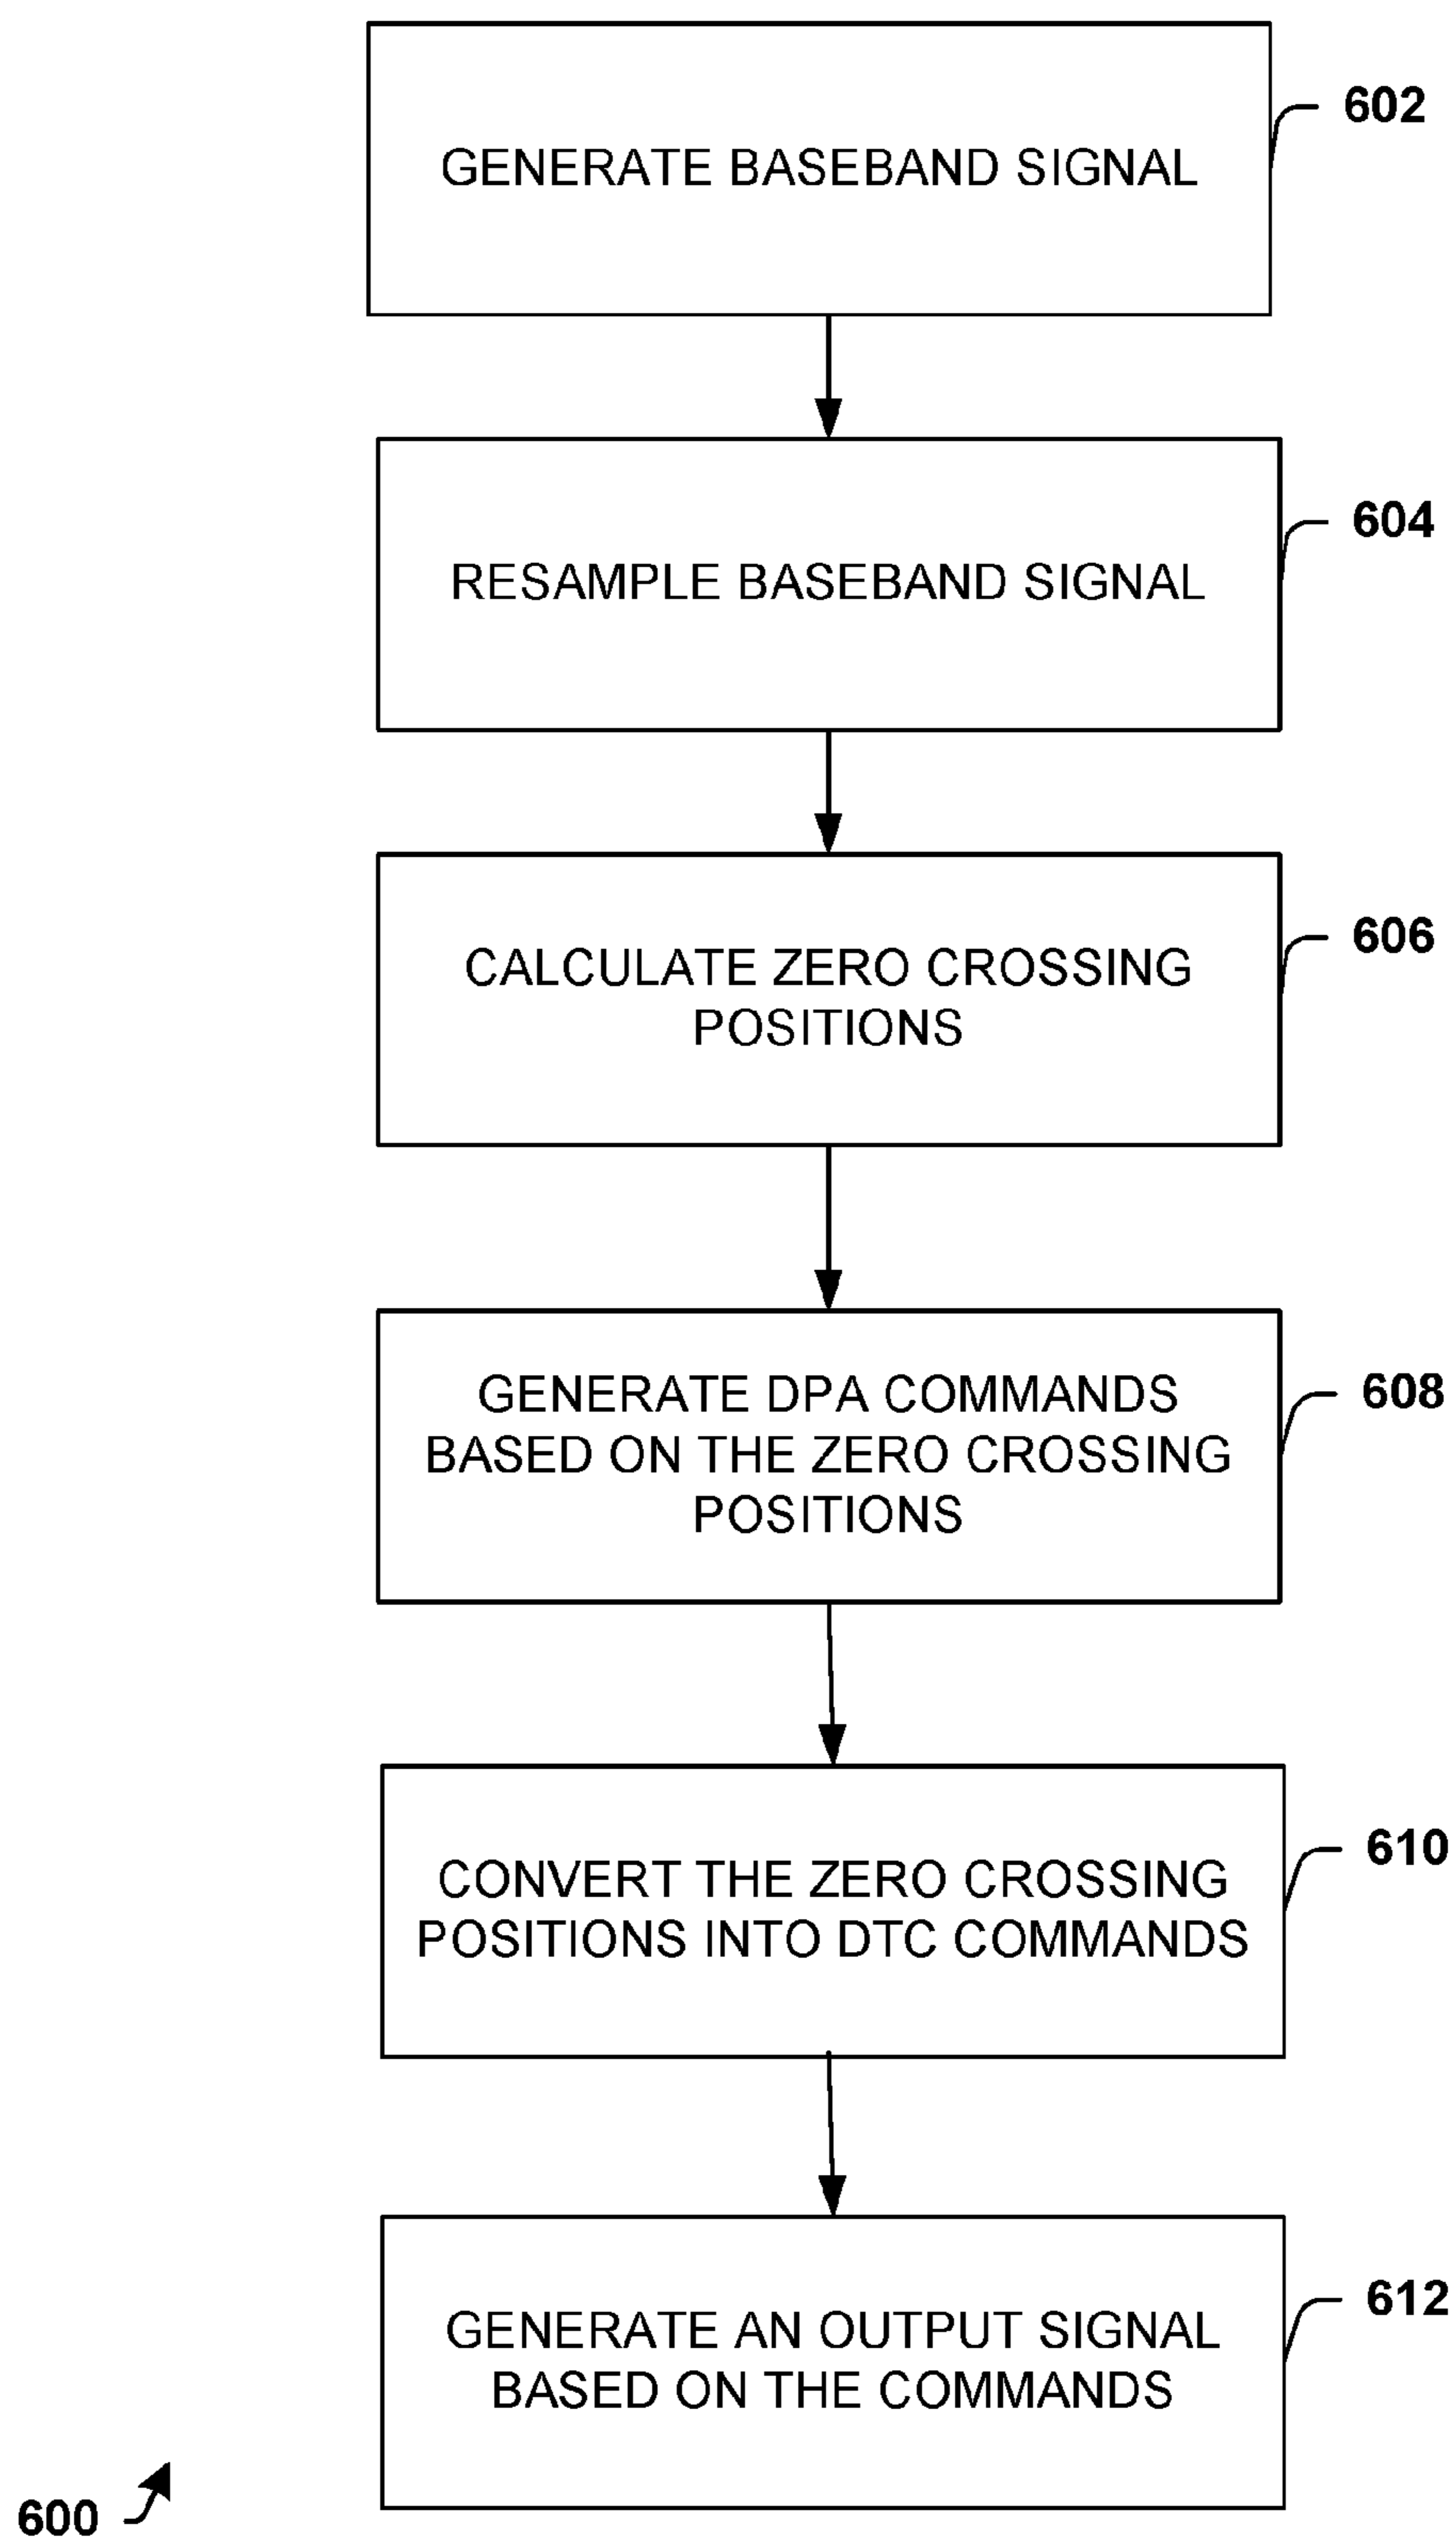 GENERATE BASEBAND SIGNAL
602
RESAMPLE BASEBAND SIGNAL
604
CALCULATE ZERO CROSSING
POSITIONS
606
GENERATE DPA COMMANDS
BASED ON THE ZERO CROSSING
POSITIONS
608
CONVERT THE ZERO CROSSING
POSITIONS INTO DTC COMMANDS
610
GENERATE AN OUTPUT SIGNAL
BASED ON THE COMMANDS
612
600